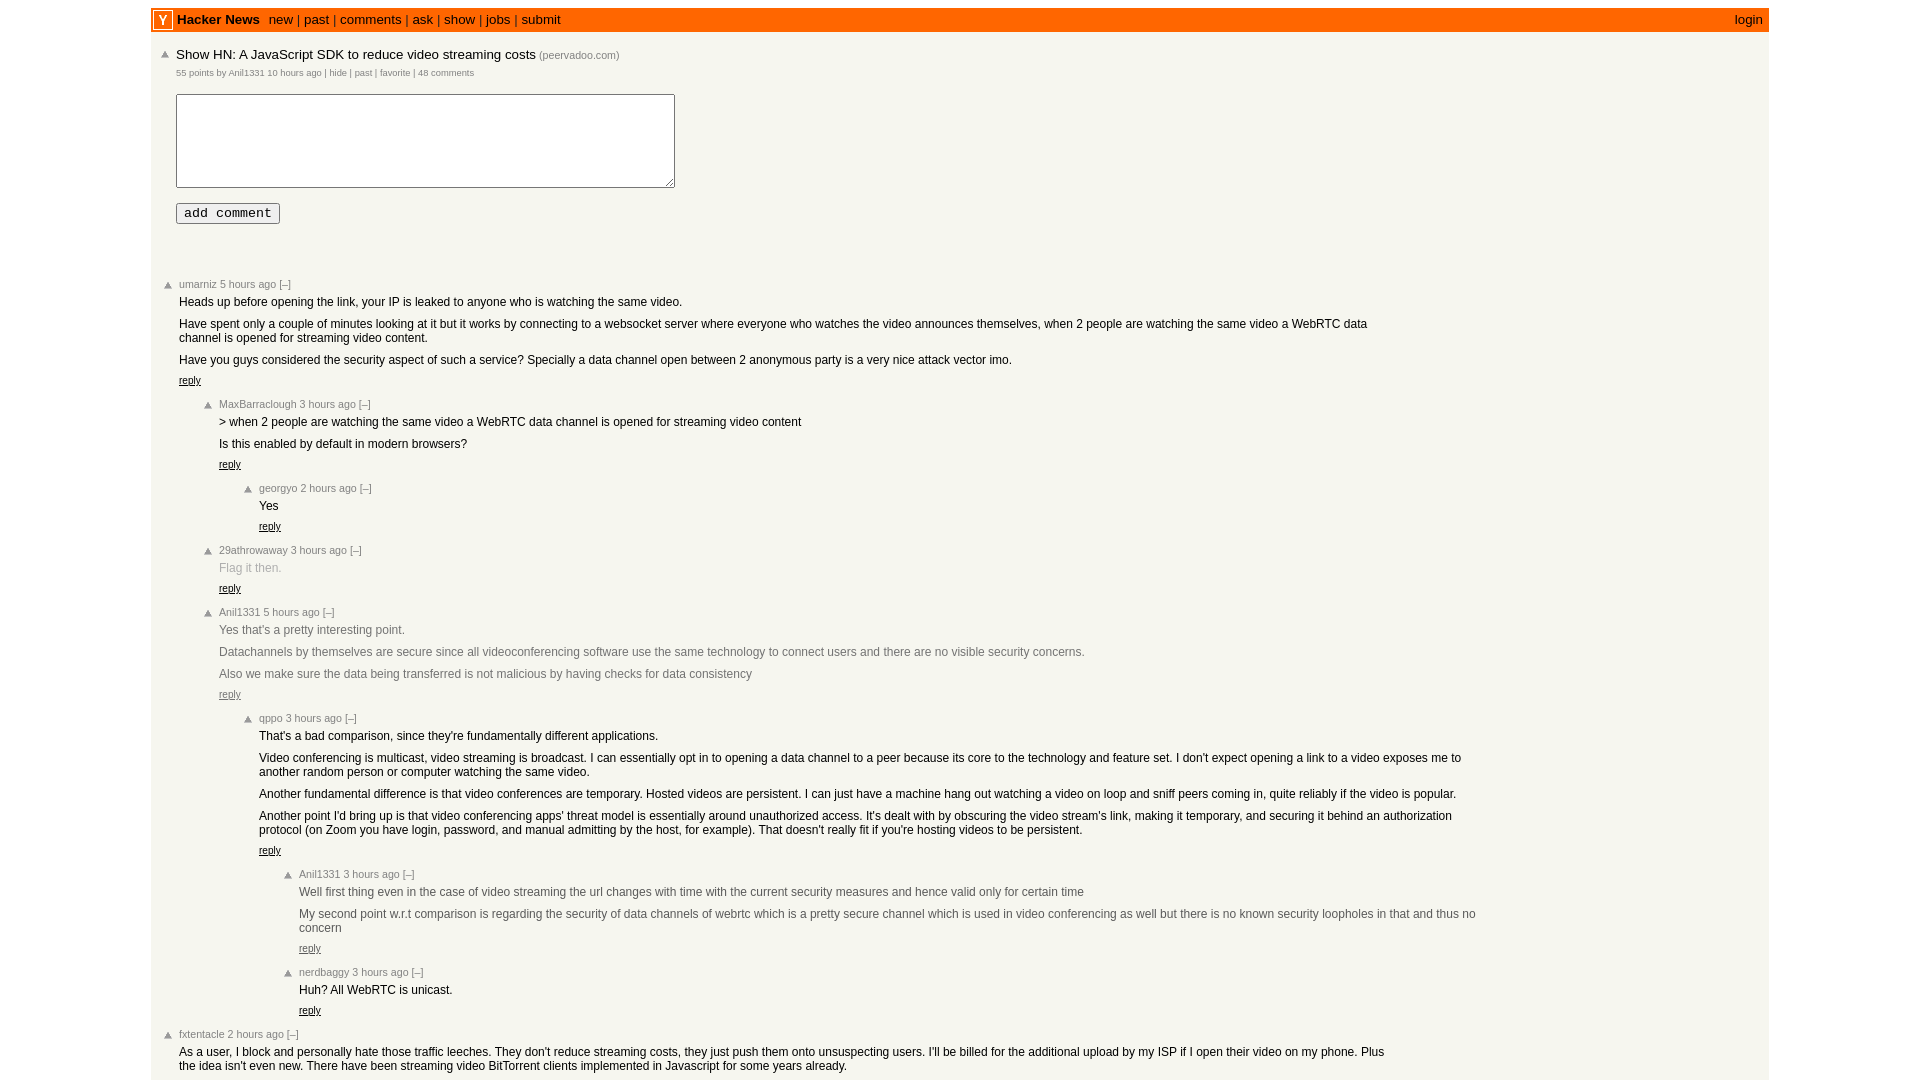 Y Hacker News new | past | comments | ask | show | jobs | submit login
Show HN: A JavaScript SDK to reduce video streaming costs (peervadoo.com)
55 points by Anil1331 10 hours ago | hide | past | favorite | 48 comments
add comment
umarniz 5 hours ago [–]
Heads up before opening the link, your IP is leaked to anyone who is watching the same video.
Have spent only a couple of minutes looking at it but it works by connecting to a websocket server where everyone who watches the video announces themselves, when 2 people are watching the same video a WebRTC data
channel is opened for streaming video content.
Have you guys considered the security aspect of such a service? Specially a data channel open between 2 anonymous party is a very nice attack vector imo.
reply
MaxBarraclough 3 hours ago [–]
> when 2 people are watching the same video a WebRTC data channel is opened for streaming video content
Is this enabled by default in modern browsers?
reply
georgyo 2 hours ago [–]
Yes
reply
29athrowaway 3 hours ago [–]
Flag it then.
reply
Anil1331 5 hours ago [–]
Yes that's a pretty interesting point.
Datachannels by themselves are secure since all videoconferencing software use the same technology to connect users and there are no visible security concerns.
Also we make sure the data being transferred is not malicious by having checks for data consistency
reply
qppo 3 hours ago [–]
That's a bad comparison, since they're fundamentally different applications.
Video conferencing is multicast, video streaming is broadcast. I can essentially opt in to opening a data channel to a peer because its core to the technology and feature set. I don't expect opening a link to a video exposes me to
another random person or computer watching the same video.
Another fundamental difference is that video conferences are temporary. Hosted videos are persistent. I can just have a machine hang out watching a video on loop and sniff peers coming in, quite reliably if the video is popular.
Another point I'd bring up is that video conferencing apps' threat model is essentially around unauthorized access. It's dealt with by obscuring the video stream's link, making it temporary, and securing it behind an authorization
protocol (on Zoom you have login, password, and manual admitting by the host, for example). That doesn't really fit if you're hosting videos to be persistent.
reply
Anil1331 3 hours ago [–]
Well first thing even in the case of video streaming the url changes with time with the current security measures and hence valid only for certain time
My second point w.r.t comparison is regarding the security of data channels of webrtc which is a pretty secure channel which is used in video conferencing as well but there is no known security loopholes in that and thus no
concern
reply
nerdbaggy 3 hours ago [–]
Huh? All WebRTC is unicast.
reply
fxtentacle 2 hours ago [–]
As a user, I block and personally hate those traffic leeches. They don't reduce streaming costs, they just push them onto unsuspecting users. I'll be billed for the additional upload by my ISP if I open their video on my phone. Plus
the idea isn't even new. There have been streaming video BitTorrent clients implemented in Javascript for some years already.